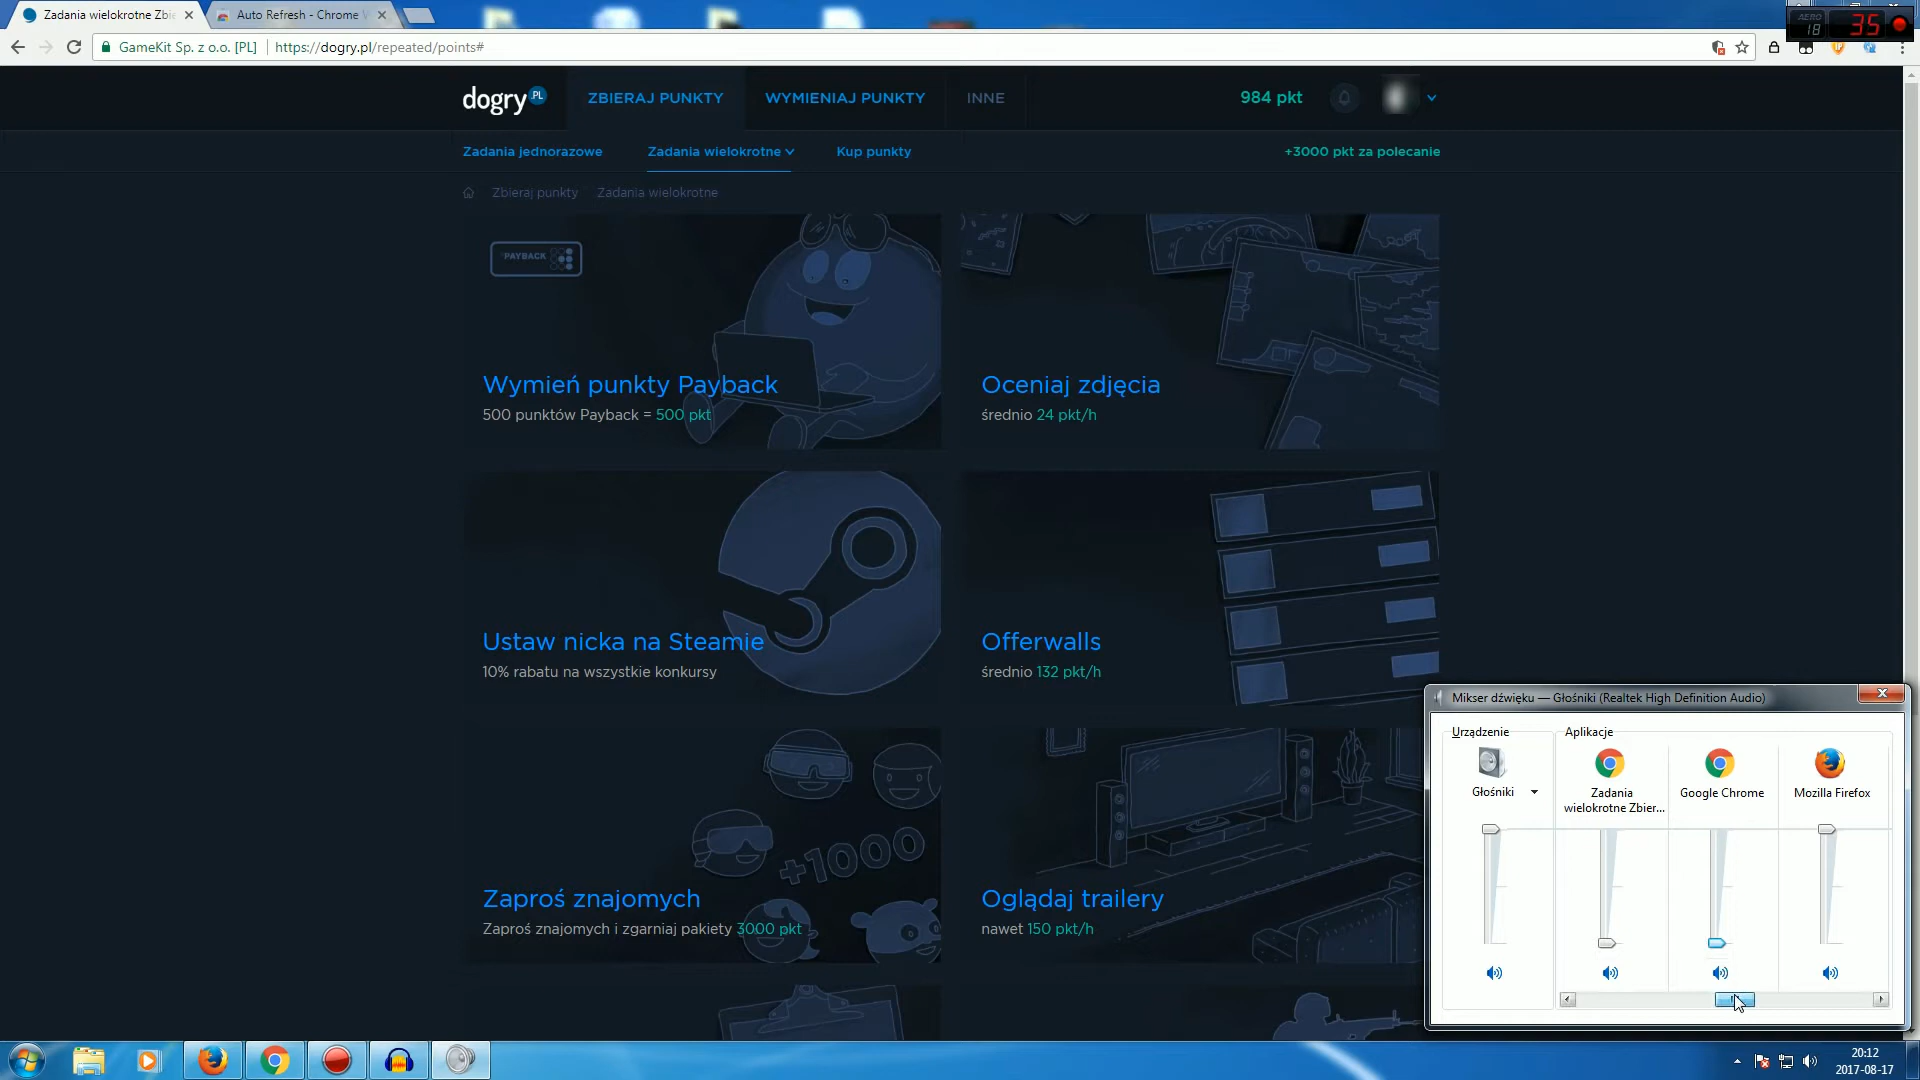 Zadania wielokrotne Zbi
Auto Refresh - Chrome
AERO
18
35
GameKit Sp. z o.o. [PL]
https://dogry.pl/repeated/points#
dogry PL
ZBIERAJ PUNKTY
WYMIENIAJ PUNKTY
INNE
984 pkt
Zadania jednorazowe
Zadania wielokrotne
Kup punkty
+3000 pkt za polecanie
Zbieraj punkty
Zadania wielokrotne
PAYBACK
Wymień punkty Payback
500 punktów Payback = 500 pkt
Oceniaj zdjęcia
średnio 24 pkt/h
Ustaw nicka na Steamie
10% rabatu na wszystkie konkursy
Offerwalls
średnio 132 pkt/h
+1000
Zaproś znajomych
Zaproś znajomych i zgarniaj pakiety 3000 pkt
Oglądaj trailery
nawet 150 pkt/h
Mikser dźwięku — Głośniki (Realtek High Definition Audio)
Urządzenie
Aplikacje
Głośniki
Zadania
wielokrotne Zbier...
Google Chrome
Mozilla Firefox
20:12
2017-08-17